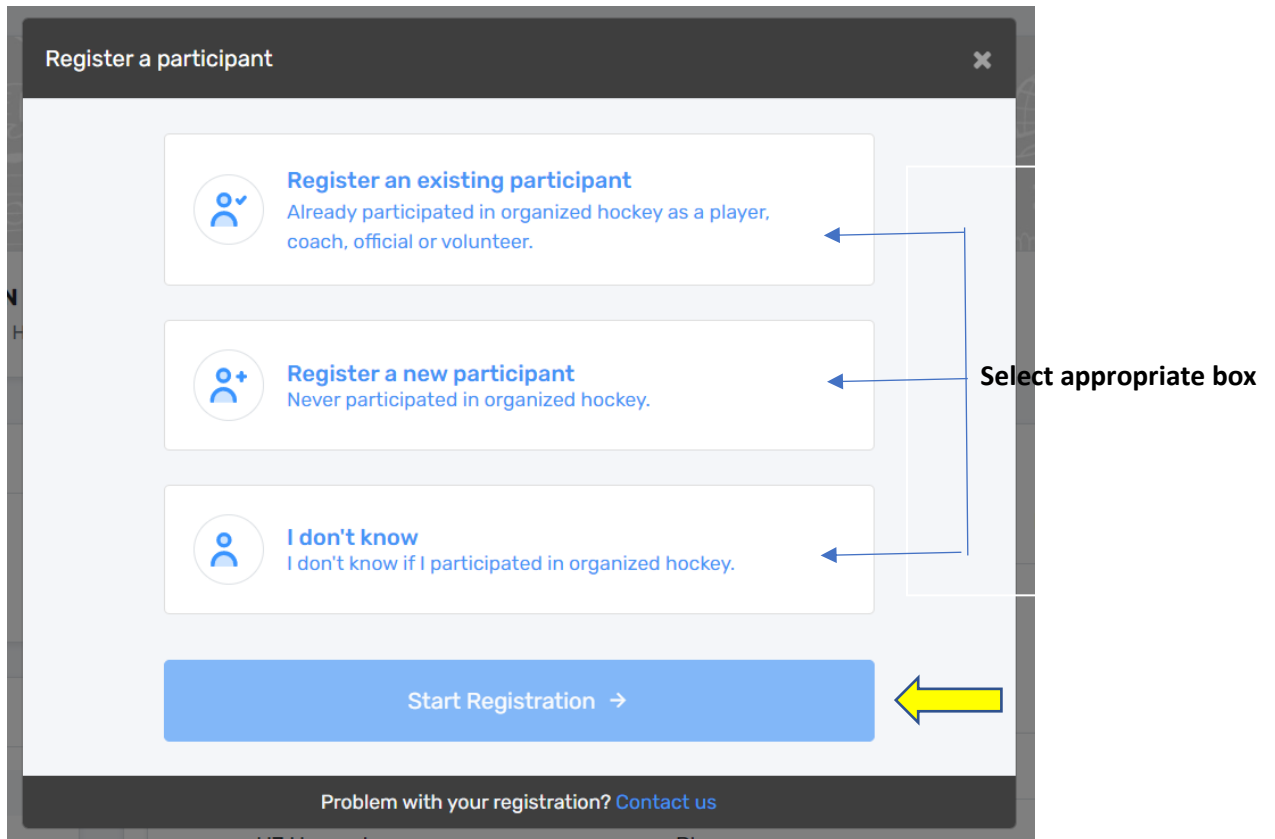 Register a participant
Register an existing participant
Already participated in organized hockey as a player,
coach, official or volunteer.
N
H
Register a new participant
Never participated in organized hockey.
Select appropriate box
I don't know
I don't know if I participated in organized hockey.
Start Registration →
Problem with your registration? Contact us